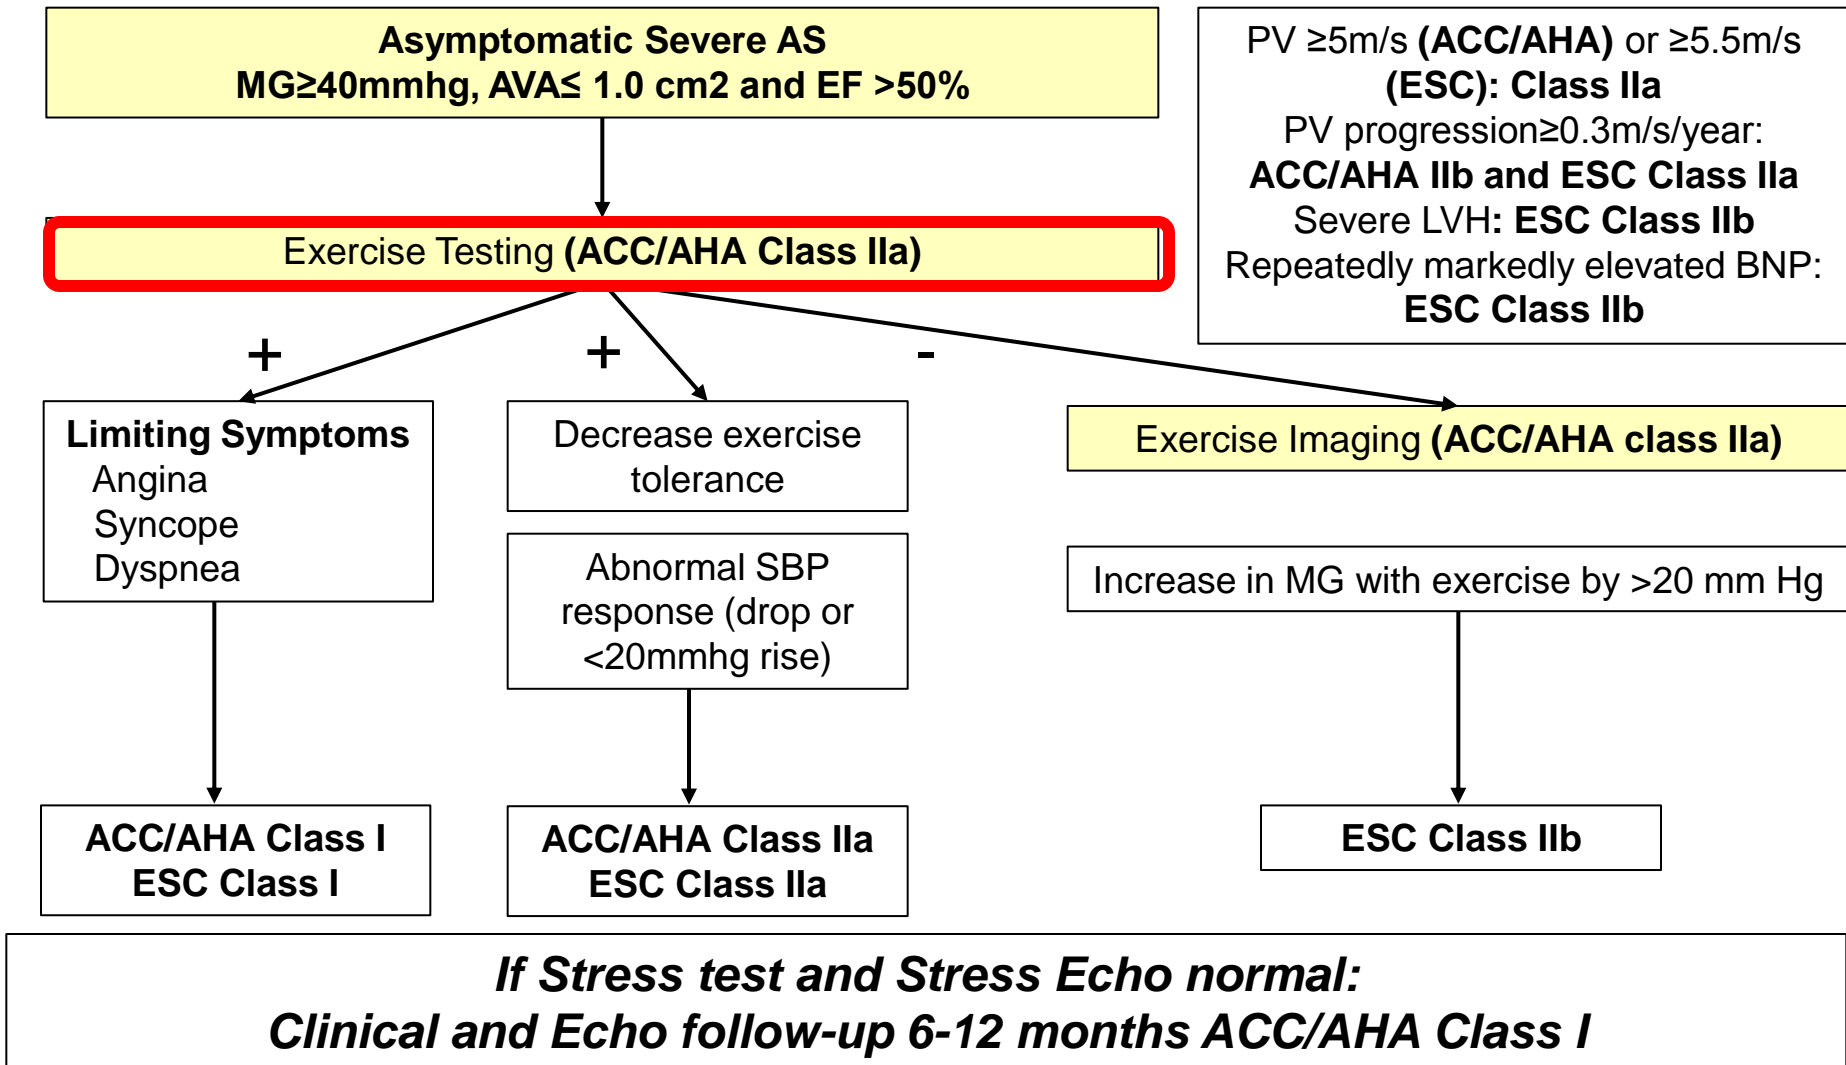 Asymptomatic Severe AS
MG≥40mmhg, AVA≤ 1.0 cm2 and EF >50%
PV ≥5m/s (ACC/AHA) or ≥5.5m/s
(ESC): Class IIa
PV progression≥0.3m/s/year:
ACC/AHA IIb and ESC Class IIa
Severe LVH: ESC Class IIb
Repeatedly markedly elevated BNP:
ESC Class IIb
Exercise Testing (ACC/AHA Class IIa)
+
+
-
Limiting Symptoms
Angina
Syncope
Dyspnea
Decrease exercise
tolerance
Abnormal SBP
response (drop or
<20mmhg rise)
Exercise Imaging (ACC/AHA class IIa)
Increase in MG with exercise by >20 mm Hg
ACC/AHA Class I
ESC Class I
ACC/AHA Class IIa
ESC Class IIa
ESC Class IIb
If Stress test and Stress Echo normal:
Clinical and Echo follow-up 6-12 months ACC/AHA Class I